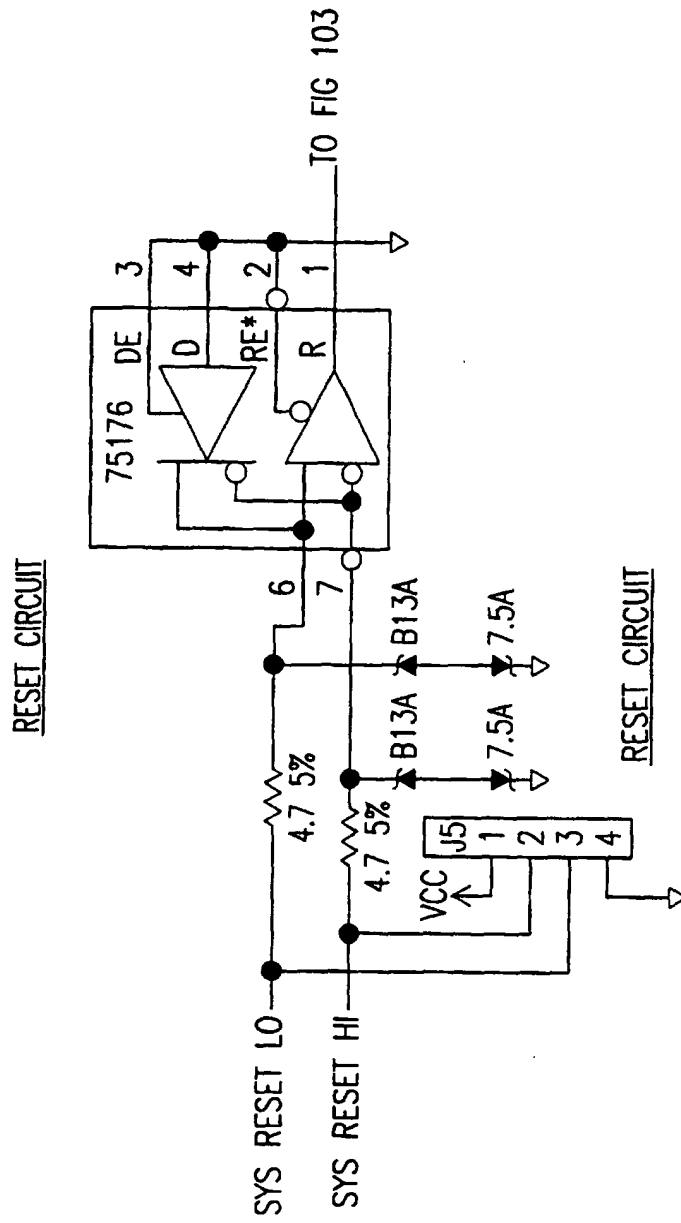 RESET CIRCUIT
75176
DE
3
D
4
RE*
2
R
1
TO FIG 103
6
7
SYS RESET LO
4.7 5%
SYS RESET HI
4.7 5%
B13A
7.5A
B13A
7.5A
VCC
J5
1
2
3
4
RESET CIRCUIT